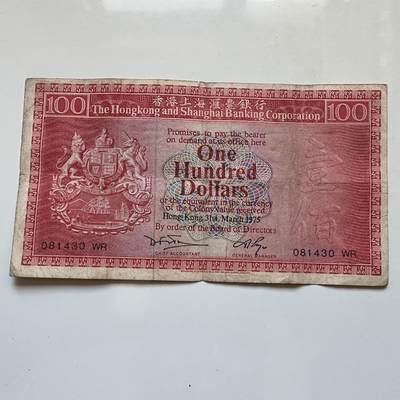 香港上海滙豐銀行
100 The Hongkong and Shanghai Banking Corporation 100
Promises to pay the bearer
on demand at its office here
One
Hundred
Dollars
or the equivalent in the currency
of the Colony value received
Hong Kong 31st March 1975
By order of the Board of Directors
081430 WR
081430 WR
CHIEF ACCOUNTANT
GENERAL MANAGER